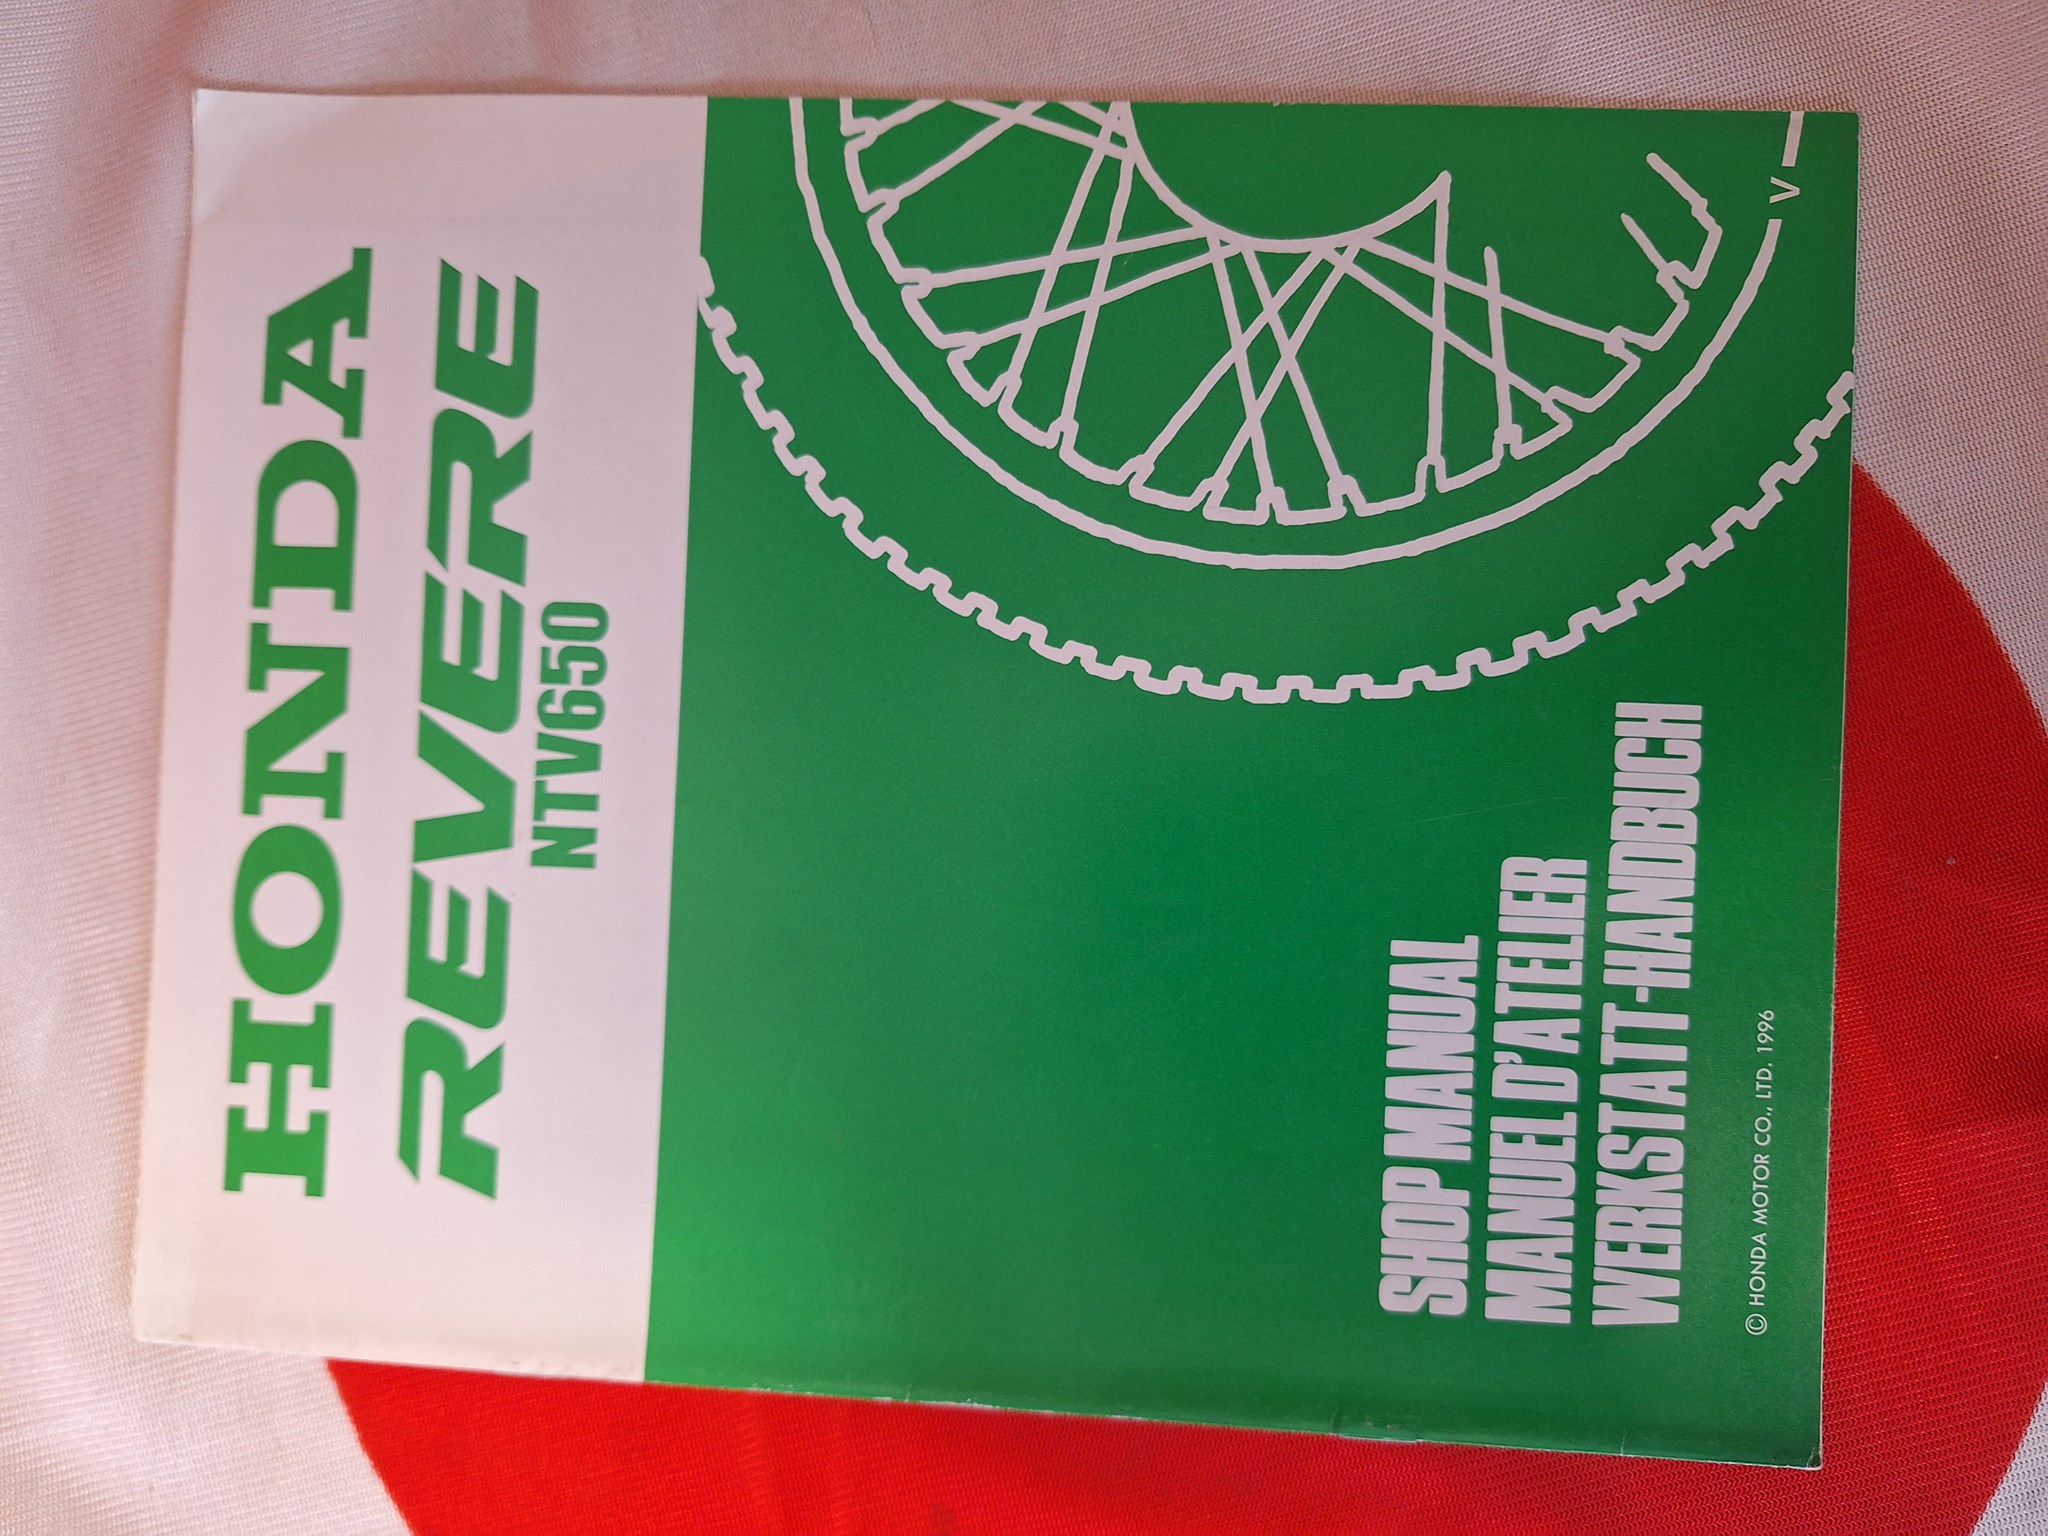 HONDA
REVERE
NTV650
V
SHOP MANUAL
MANUEL D'ATELIER
WERKSTATT-HANDBUCH
© HONDA MOTOR CO., LTD. 1996